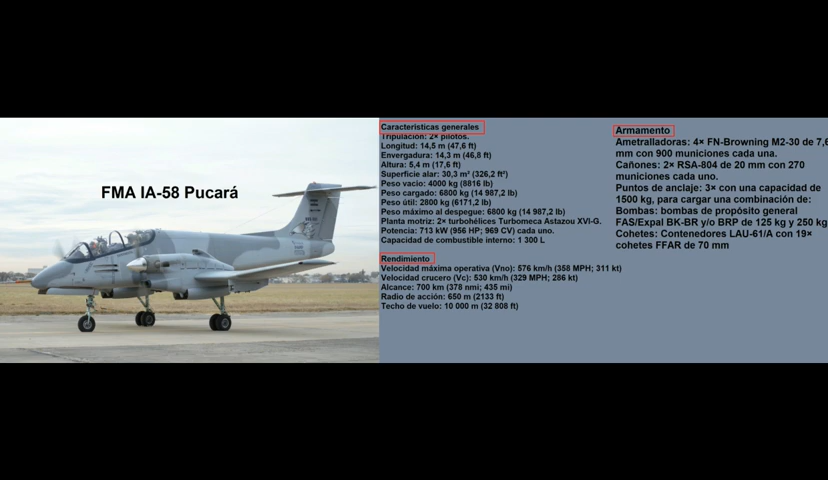 FMA IA-58 Pucará
Características generales
Tripulación: 2× pilotos.
Longitud: 14,5 m (47,6 ft)
Envergadura: 14,3 m (46,8 ft)
Altura: 5,4 m (17,6 ft)
Superficie alar: 30,3 m² (326,2 ft²)
Peso vacío: 4000 kg (8816 lb)
Peso cargado: 6800 kg (14 987,2 lb)
Peso útil: 2800 kg (6171,2 lb)
Peso máximo al despegue: 6800 kg (14 987,2 lb)
Planta motriz: 2× turbohélices Turbomeca Astazou XVI-G.
Potencia: 713 kW (956 HP; 969 CV) cada uno.
Capacidad de combustible interno: 1 300 L
Rendimiento
Velocidad máxima operativa (Vno): 576 km/h (358 MPH; 311 kt)
Velocidad crucero (Vc): 530 km/h (329 MPH; 286 kt)
Alcance: 700 km (378 nmi; 435 mi)
Radio de acción: 650 m (2133 ft)
Techo de vuelo: 10 000 m (32 808 ft)
Armamento
Ametralladoras: 4× FN-Browning M2-30 de 7,6
mm con 900 municiones cada una.
Cañones: 2× RSA-804 de 20 mm con 270
municiones cada uno.
Puntos de anclaje: 3× con una capacidad de
1500 kg, para cargar una combinación de:
Bombas: bombas de propósito general
FAS/Expal BK-BR y/o BRP de 125 kg y 250 kg
Cohetes: Contenedores LAU-61/A con 19×
cohetes FFAR de 70 mm